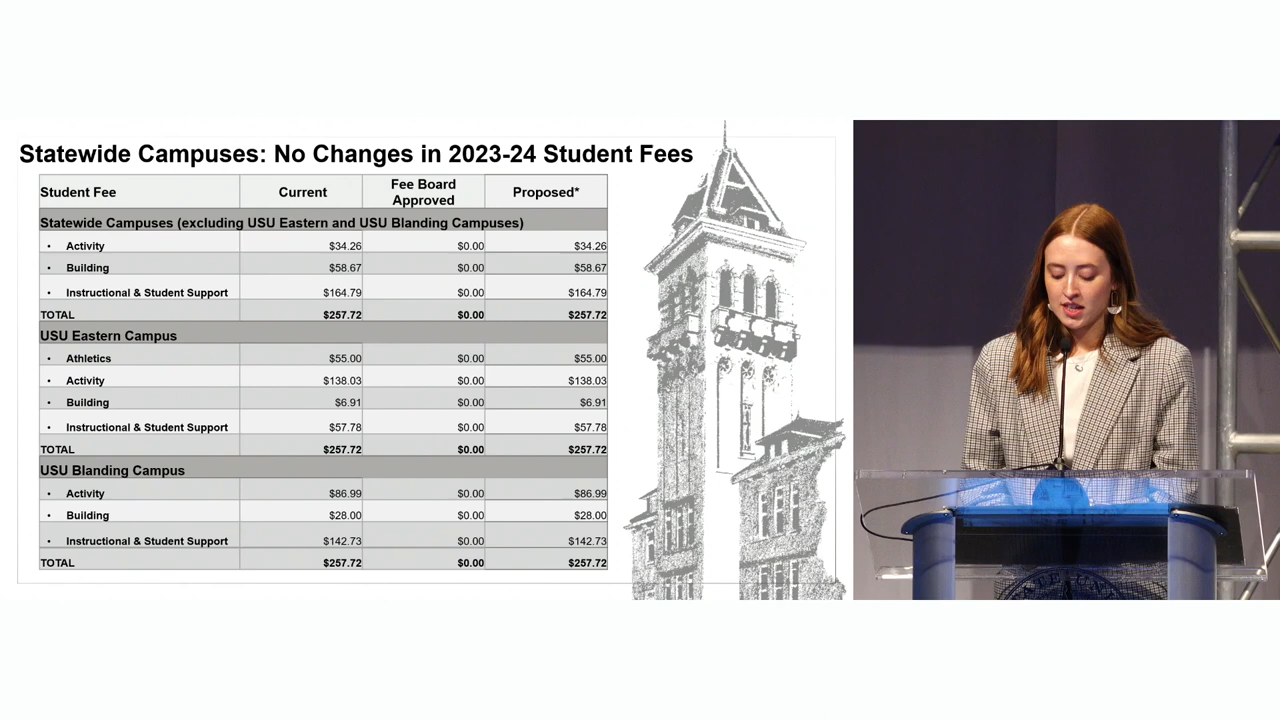 Statewide Campuses: No Changes in 2023-24 Student Fees
Student Fee Current Fee Board Approved Proposed*
Statewide Campuses (excluding USU Eastern and USU Blanding Campuses)
• Activity $34.26 $0.00 $34.26
• Building $58.67 $0.00 $58.67
• Instructional & Student Support $164.79 $0.00 $164.79
TOTAL $257.72 $0.00 $257.72
USU Eastern Campus
• Athletics $55.00 $0.00 $55.00
• Activity $138.03 $0.00 $138.03
• Building $6.91 $0.00 $6.91
• Instructional & Student Support $57.78 $0.00 $57.78
TOTAL $257.72 $0.00 $257.72
USU Blanding Campus
• Activity $86.99 $0.00 $86.99
• Building $28.00 $0.00 $28.00
• Instructional & Student Support $142.73 $0.00 $142.73
TOTAL $257.72 $0.00 $257.72